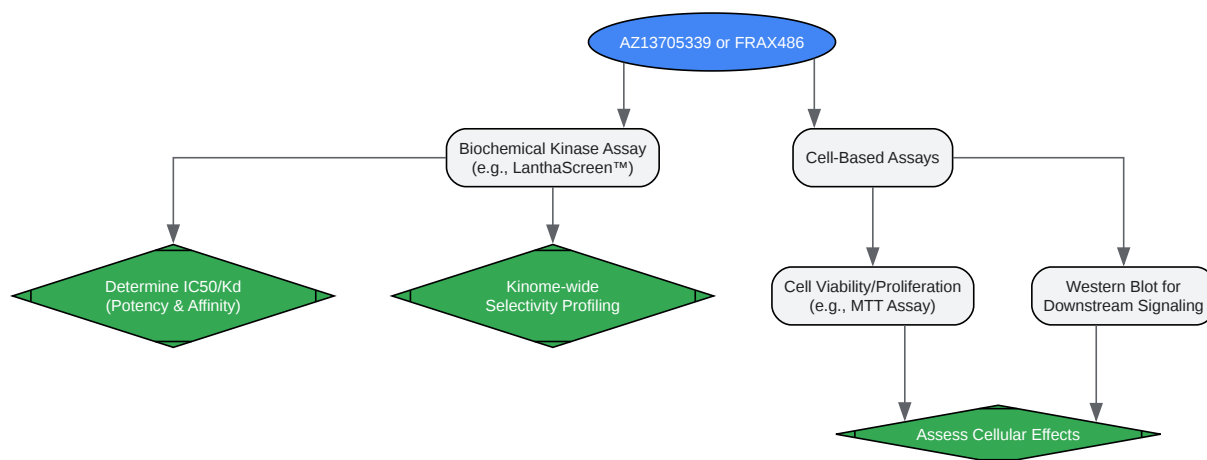 AZ13705339 or FRAX486
Biochemical Kinase Assay
(e.g., LanthaScreen™)
Cell-Based Assays
Determine IC50/Kd
(Potency & Affinity)
Kinome-wide
Selectivity Profiling
Cell Viability/Proliferation
(e.g., MTT Assay)
Western Blot for
Downstream Signaling
Assess Cellular Effects